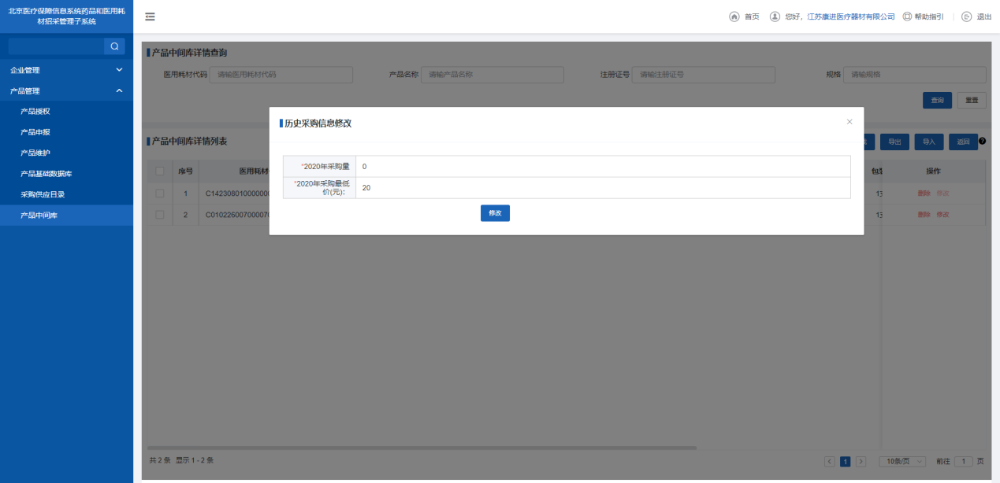 北京医疗保障信息系统药品和医用耗
材招采管理子系统
首页
您好，江苏康进医疗器材有限公司
帮助指引
退出
企业管理
产品管理
产品授权
产品申报
产品维护
产品基础数据库
采购供应目录
产品中间库
产品中间库详情查询
医用耗材代码 请输医用耗材代码
产品名称 请输产品名称
注册证号 请输注册证号
规格 请输规格
查询 重置
历史采购信息修改
*2020年采购量 0
*2020年采购最低
价(元): 20
修改
产品中间库详情列表
导出 导入 返回
序号 医用耗材 操作
1 C1423080100000 删除 修改
2 C0102260070000 删除 修改
共 2 条 显示 1 - 2 条
1 10条/页 前往 1 页